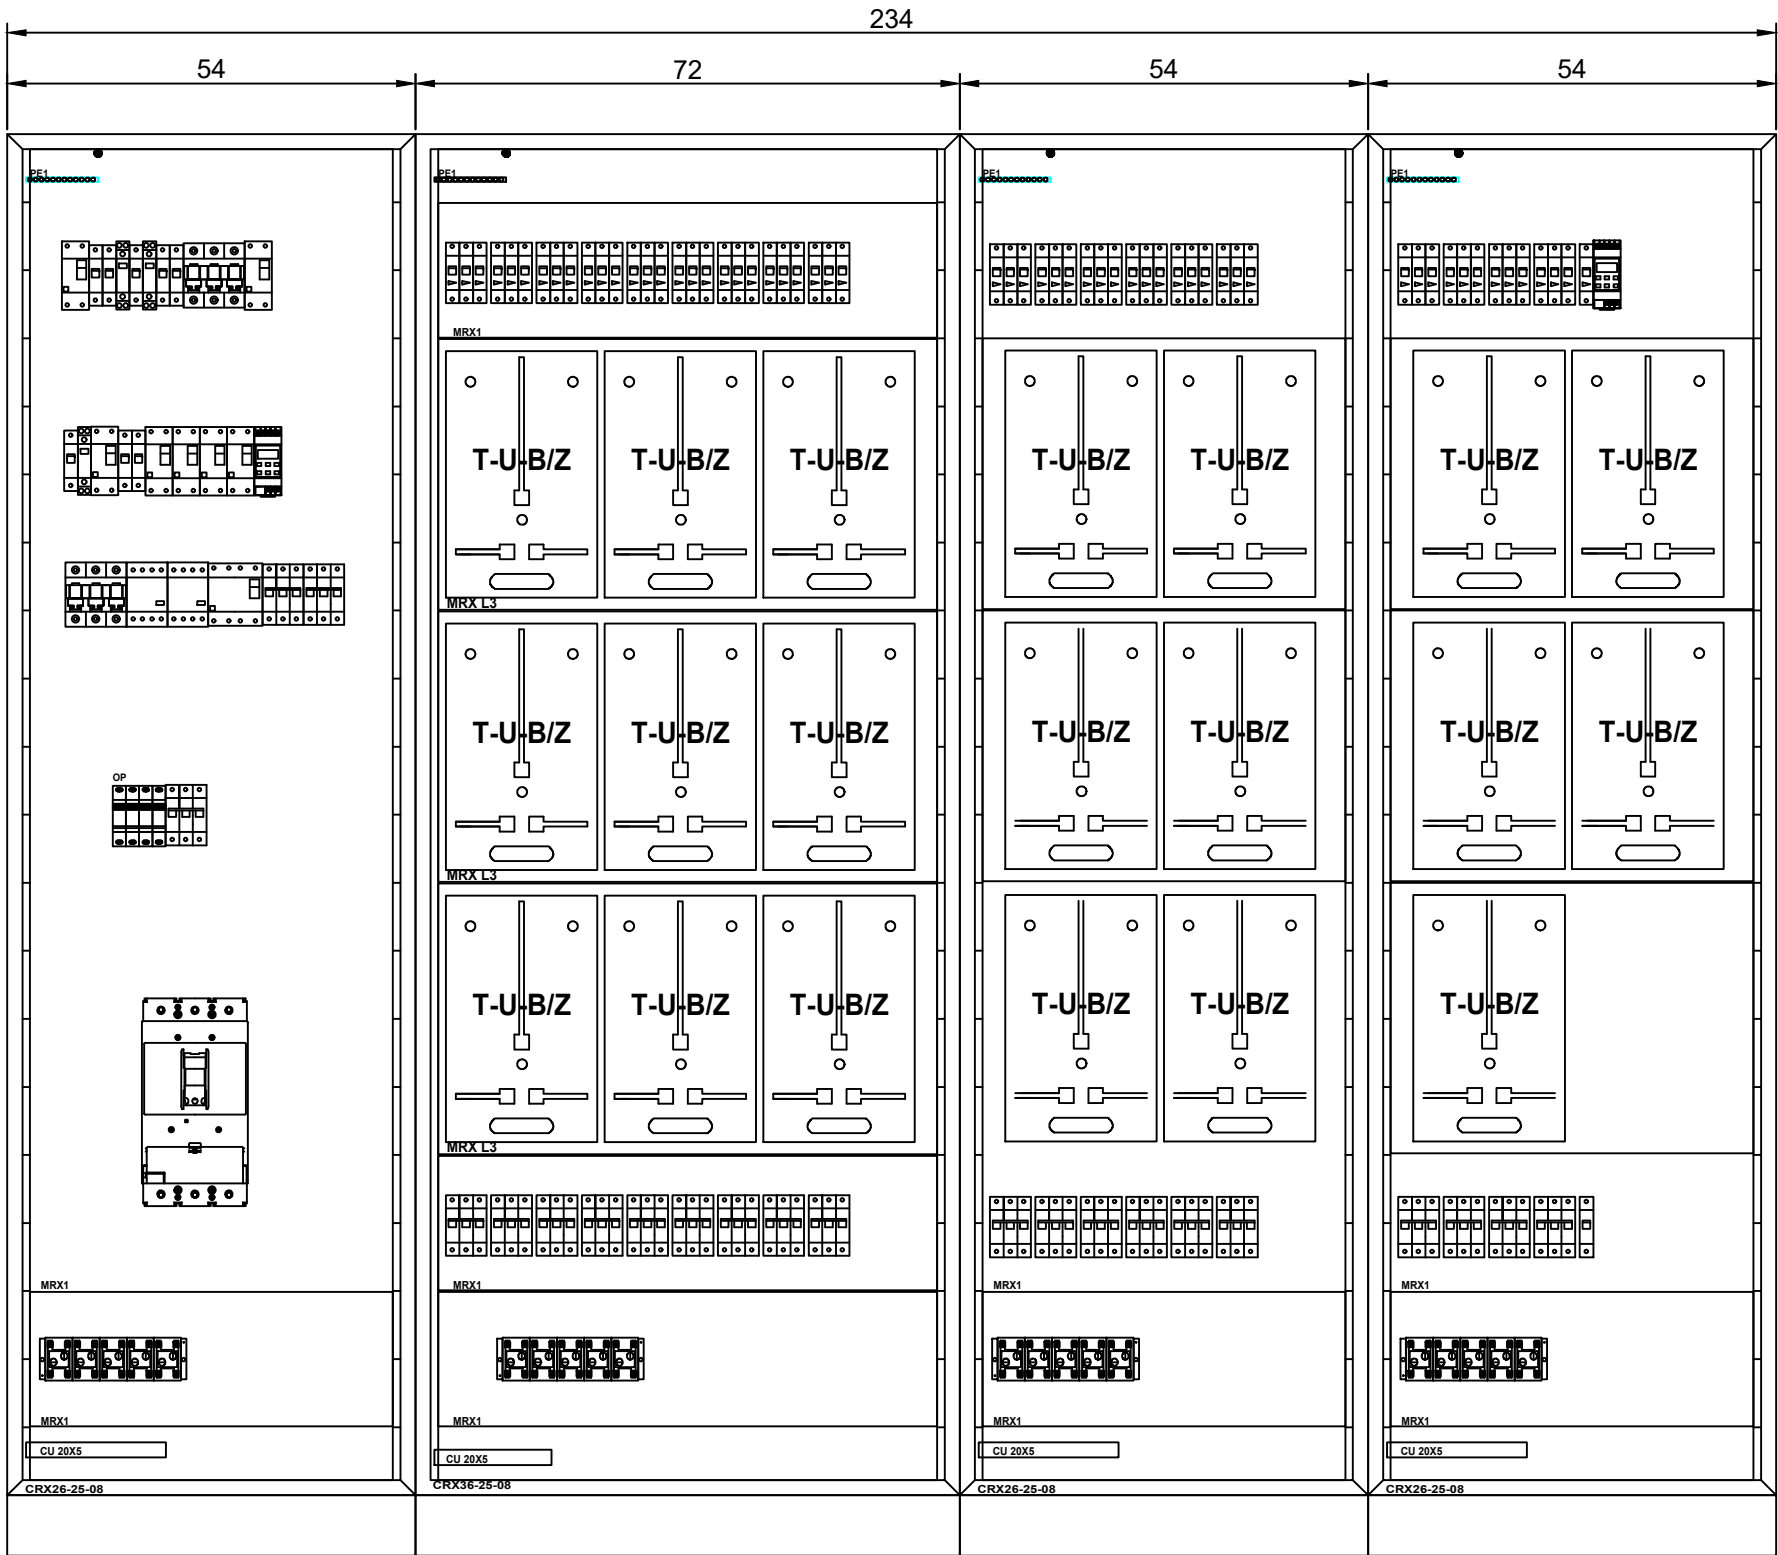 234
54 72 54 54
PE1 PE1 PE1 PE1
MRX1
T-U-B/Z T-U-B/Z T-U-B/Z T-U-B/Z T-U-B/Z T-U-B/Z T-U-B/Z
MRX L3
T-U-B/Z T-U-B/Z T-U-B/Z T-U-B/Z T-U-B/Z T-U-B/Z T-U-B/Z
OP
MRX L3
T-U-B/Z T-U-B/Z T-U-B/Z T-U-B/Z T-U-B/Z T-U-B/Z
MRX L3
MRX1 MRX1 MRX1 MRX1
MRX1 MRX1 MRX1 MRX1
CU 20X5 CU 20X5 CU 20X5 CU 20X5
CRX26-25-08 CRX36-25-08 CRX26-25-08 CRX26-25-08